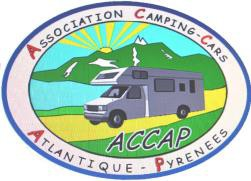 ASSOCIATION CAMPING-CARS
ACCAP
ATLANTIQUE - PYRENEES